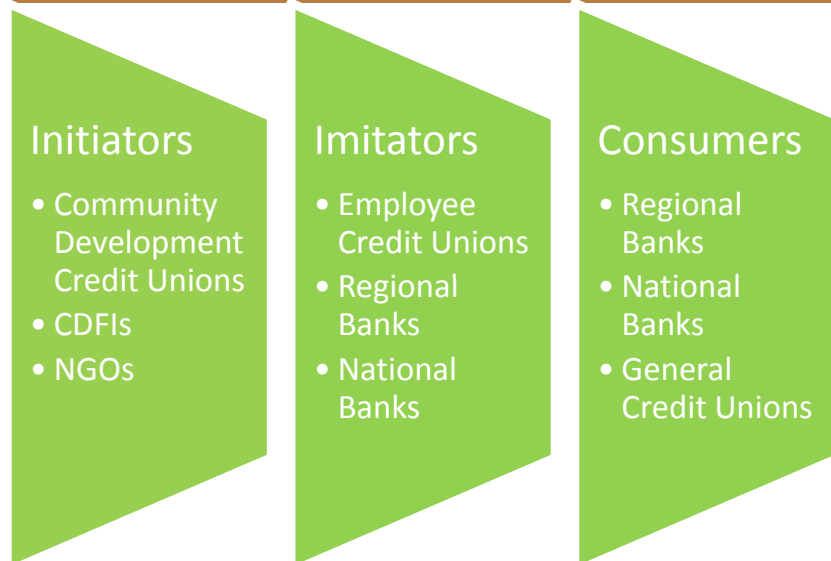 Initiators
• Community
Development
Credit Unions
• CDFIs
• NGOs
Imitators
• Employee
Credit Unions
• Regional
Banks
• National
Banks
Consumers
• Regional
Banks
• National
Banks
• General
Credit Unions